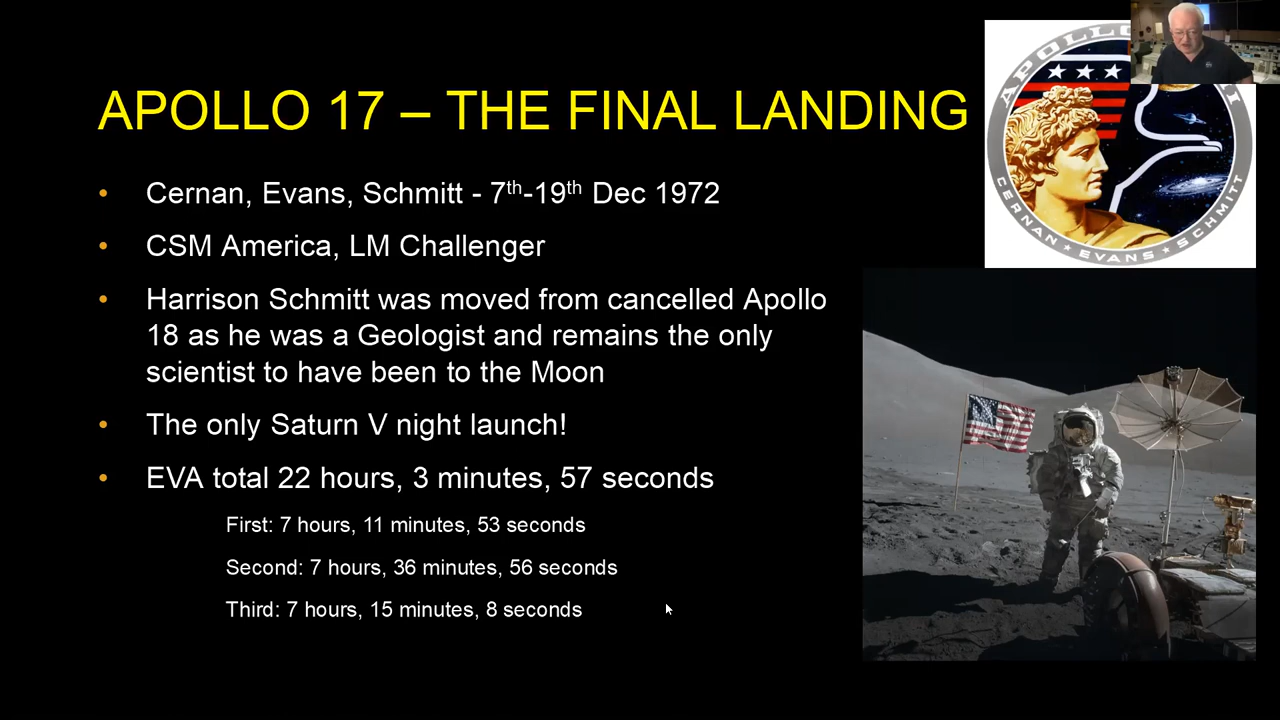 APOLLO 17 – THE FINAL LANDING
• Cernan, Evans, Schmitt - 7th-19th Dec 1972
• CSM America, LM Challenger
• Harrison Schmitt was moved from cancelled Apollo
18 as he was a Geologist and remains the only
scientist to have been to the Moon
• The only Saturn V night launch!
• EVA total 22 hours, 3 minutes, 57 seconds
First: 7 hours, 11 minutes, 53 seconds
Second: 7 hours, 36 minutes, 56 seconds
Third: 7 hours, 15 minutes, 8 seconds
CERNAN ★ EVANS ★ SCHMITT